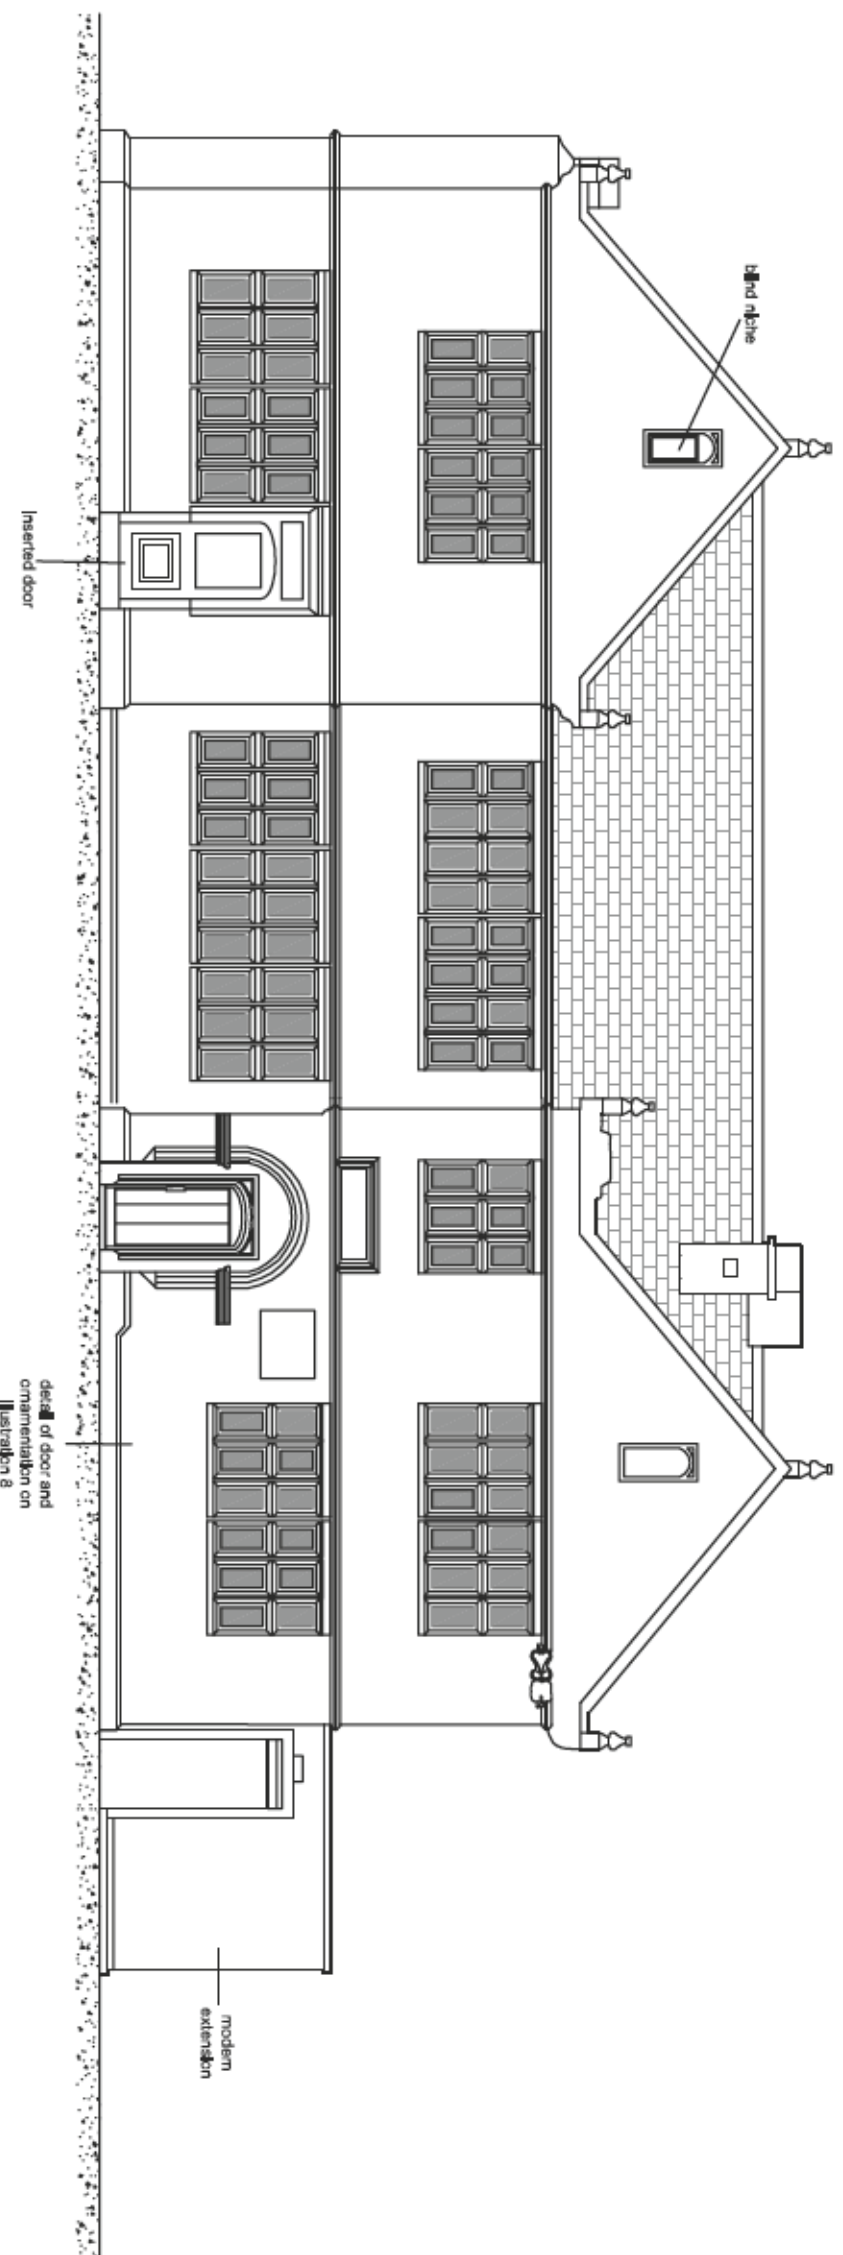 blind niche
Inserted door
detail of door and
ornamentation on
Illustration 8
modern
extension